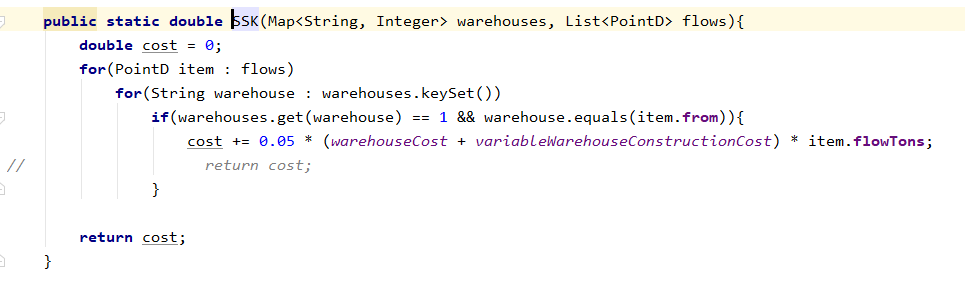 public static double SSK(Map<String, Integer> warehouses, List<PointD> flows){
    double cost = 0;
    for(PointD item : flows)
        for(String warehouse : warehouses.keySet())
            if(warehouses.get(warehouse) == 1 && warehouse.equals(item.from)){
                cost += 0.05 * (warehouseCost + variableWarehouseConstructionCost) * item.flowTons;
//                return cost;
            }
    return cost;
}